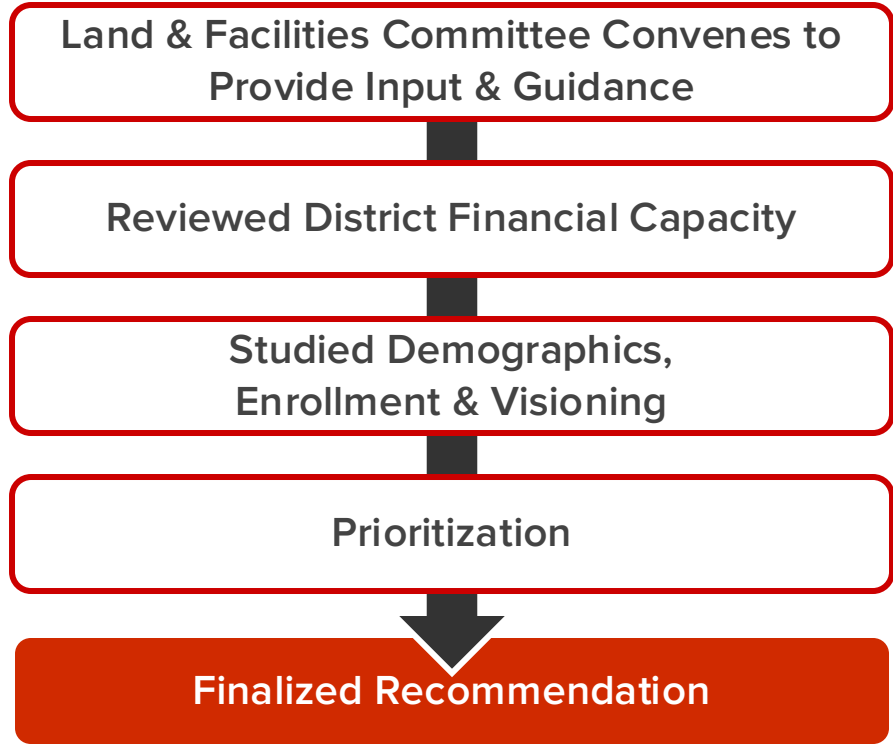 Land & Facilities Committee Convenes to
Provide Input & Guidance
Reviewed District Financial Capacity
Studied Demographics,
Enrollment & Visioning
Prioritization
Finalized Recommendation